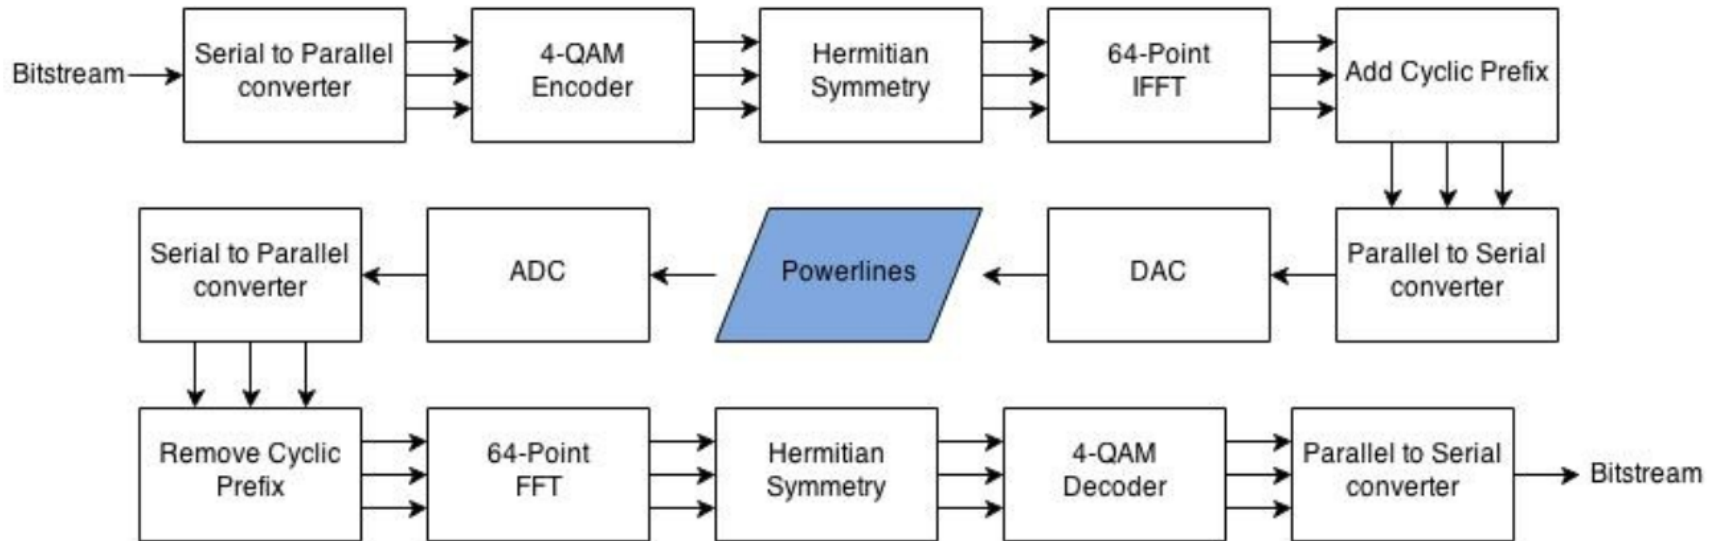 Bitstream
Serial to Parallel
converter
4-QAM
Encoder
Hermitian
Symmetry
64-Point
IFFT
Add Cyclic Prefix
Serial to Parallel
converter
ADC
Powerlines
DAC
Parallel to Serial
converter
Remove Cyclic
Prefix
64-Point
FFT
Hermitian
Symmetry
4-QAM
Decoder
Parallel to Serial
converter
Bitstream